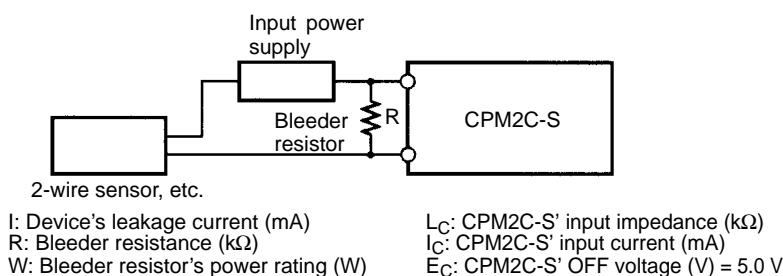 Input power
supply
Bleeder
resistor
R
CPM2C-S
2-wire sensor, etc.
I: Device's leakage current (mA)
R: Bleeder resistance (kΩ)
W: Bleeder resistor's power rating (W)
LC: CPM2C-S' input impedance (kΩ)
IC: CPM2C-S' input current (mA)
EC: CPM2C-S' OFF voltage (V) = 5.0 V